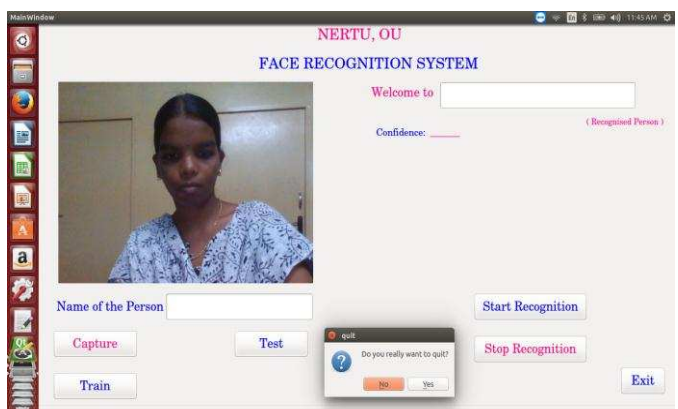 MainWindow
En
11:45 AM
NERTU, OU
FACE RECOGNITION SYSTEM
Welcome to
Confidence:
( Recognised Person )
Name of the Person
Start Recognition
Capture
Test
Stop Recognition
Train
Exit
quit
Do you really want to quit?
No
Yes